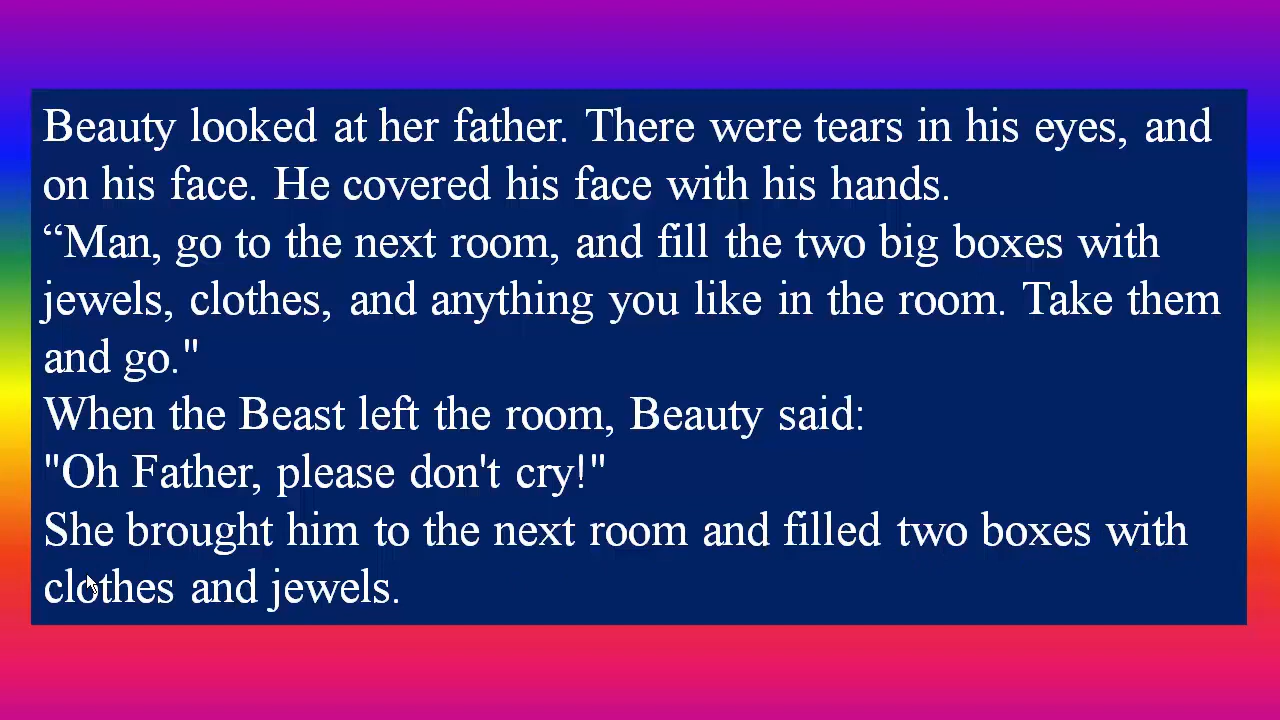 Beauty looked at her father. There were tears in his eyes, and
on his face. He covered his face with his hands.
“Man, go to the next room, and fill the two big boxes with
jewels, clothes, and anything you like in the room. Take them
and go."
When the Beast left the room, Beauty said:
"Oh Father, please don't cry!"
She brought him to the next room and filled two boxes with
clothes and jewels.